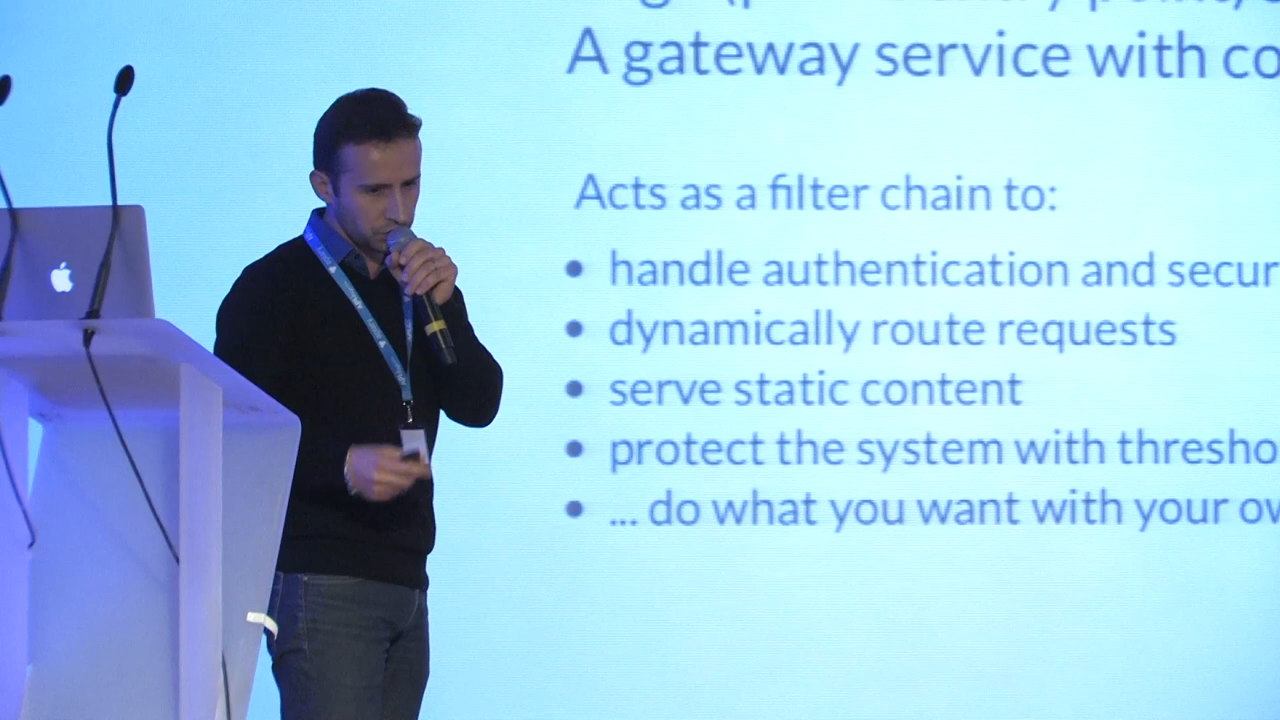 A gateway service with co
Acts as a filter chain to:
• handle authentication and secur
• dynamically route requests
• serve static content
• protect the system with thresho
• ... do what you want with your ow